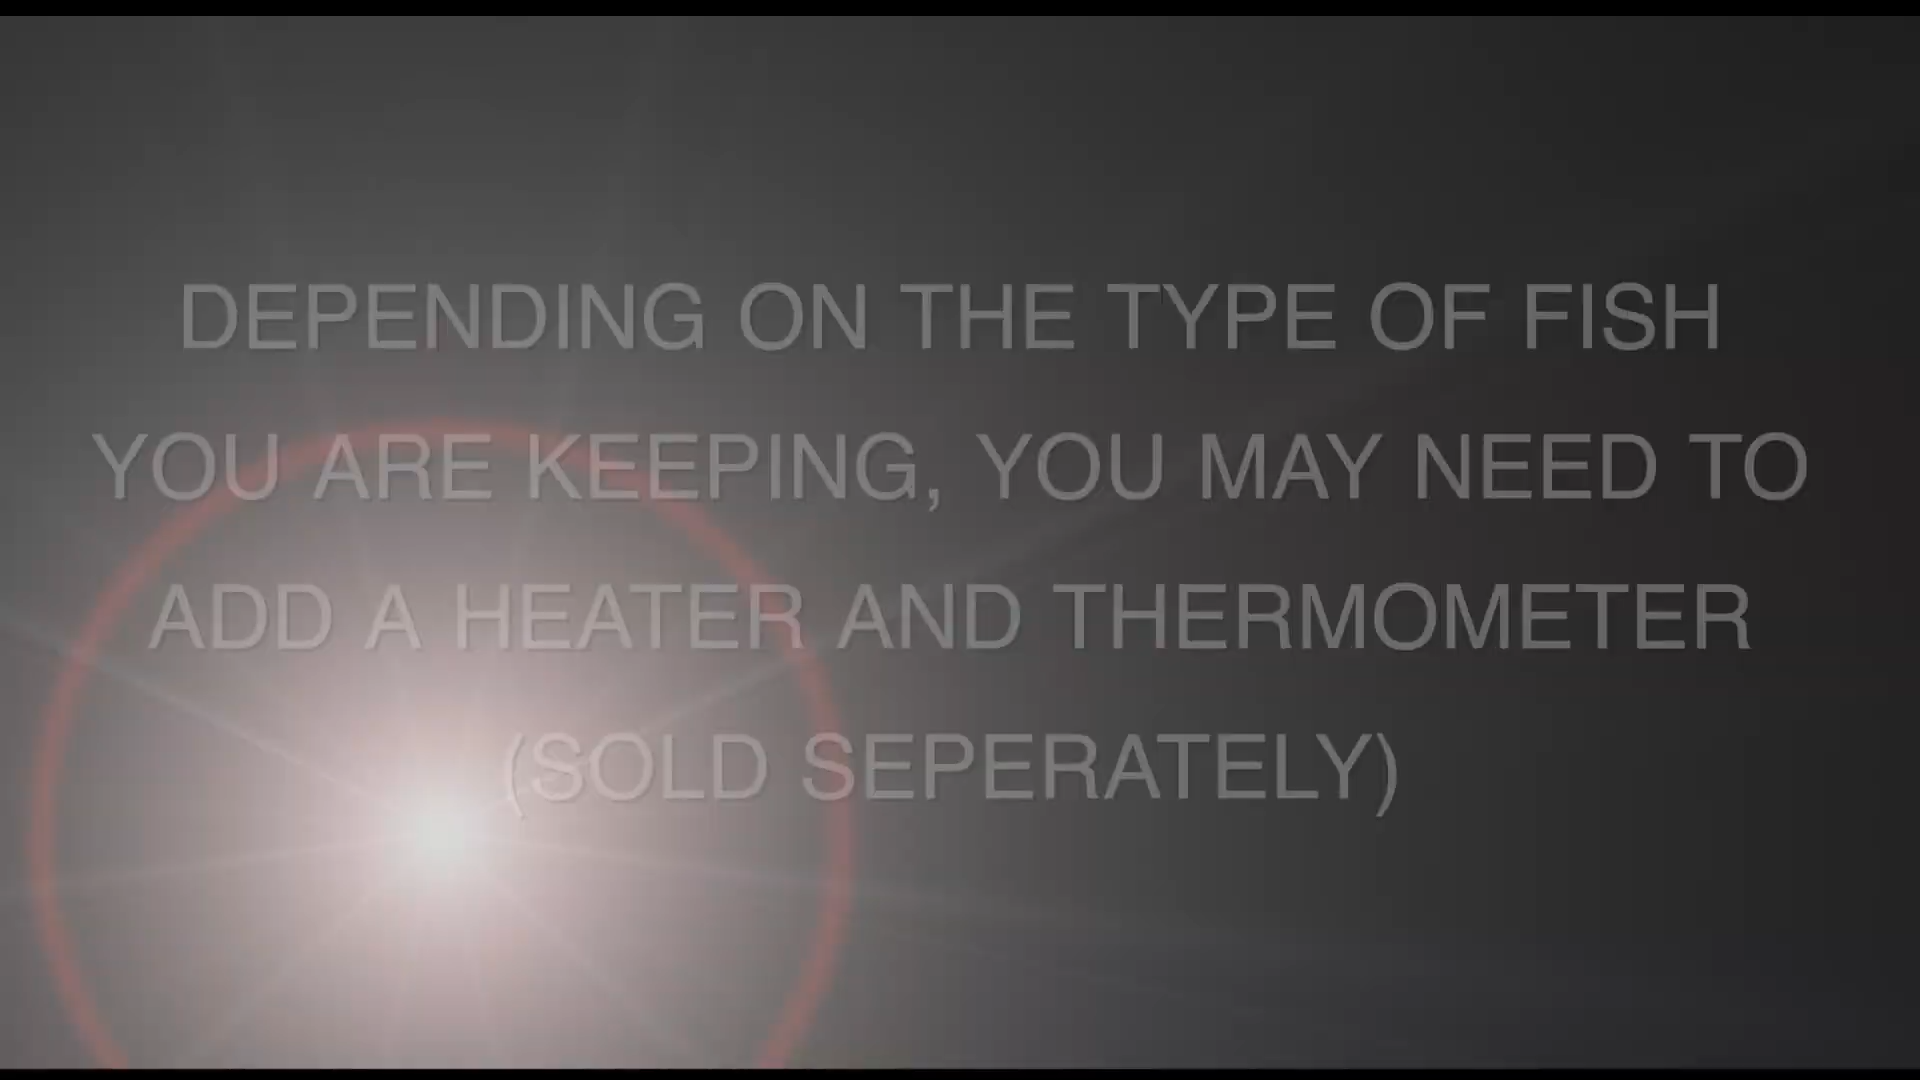 DEPENDING ON THE TYPE OF FISH
YOU ARE KEEPING, YOU MAY NEED TO
ADD A HEATER AND THERMOMETER
(SOLD SEPERATELY)